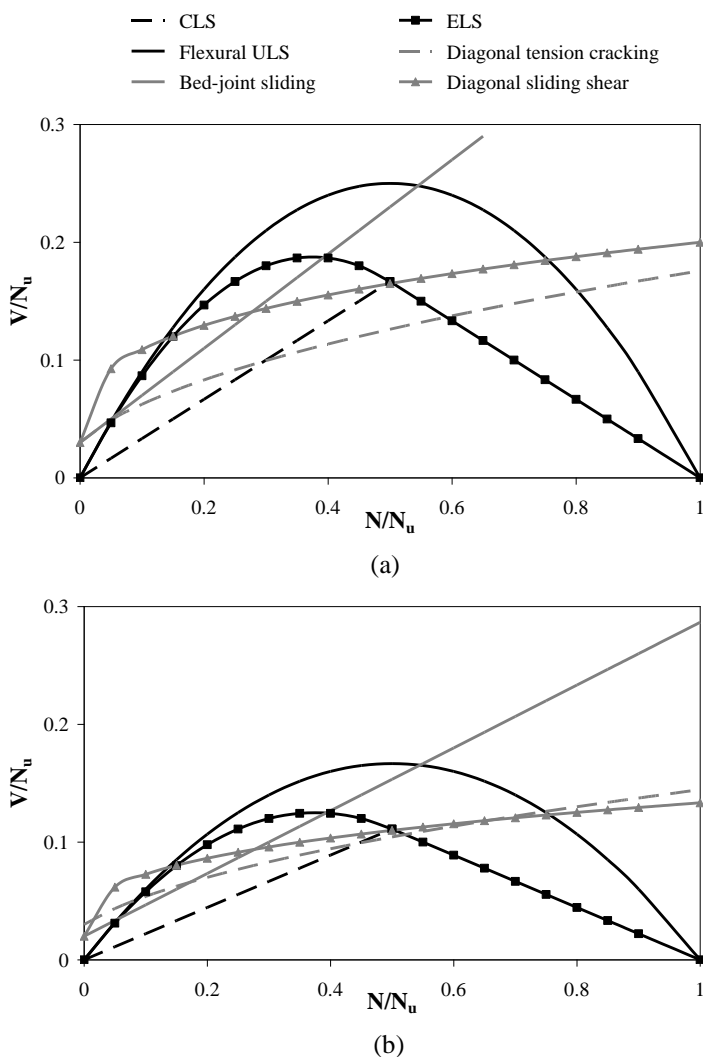 CLS ELS
Flexural ULS Diagonal tension cracking
Bed-joint sliding Diagonal sliding shear
0.3
0.2
0.1
0
V/Nu
0 0.2 0.4 0.6 0.8 1
N/Nu
(a)
0.3
0.2
0.1
0
V/Nu
0 0.2 0.4 0.6 0.8 1
N/Nu
(b)